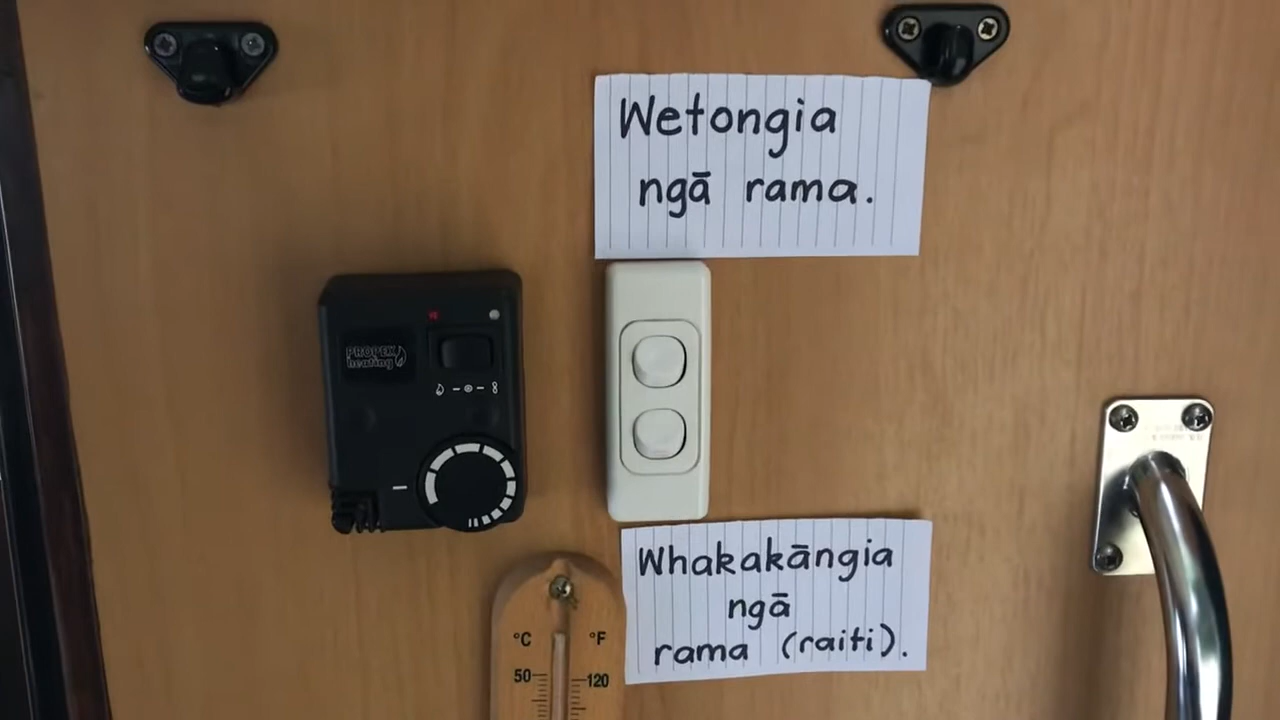 Wetongia
ngā rama.
PROPEX
heating
°C °F
50 120
Whakakāngia
ngā
rama (raiti).